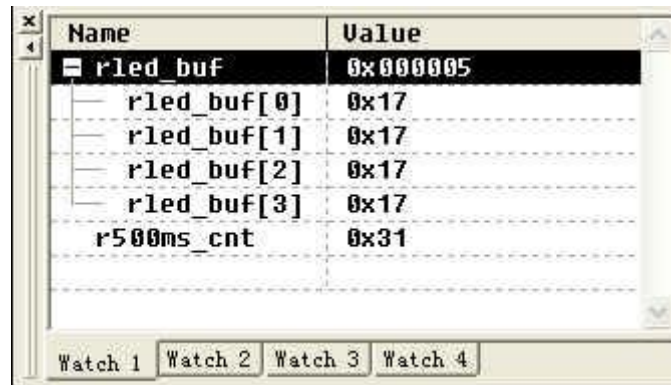 Name Value
rled_buf 0x000005
rled_buf[0] 0x17
rled_buf[1] 0x17
rled_buf[2] 0x17
rled_buf[3] 0x17
r500ms_cnt 0x31
Watch 1 Watch 2 Watch 3 Watch 4